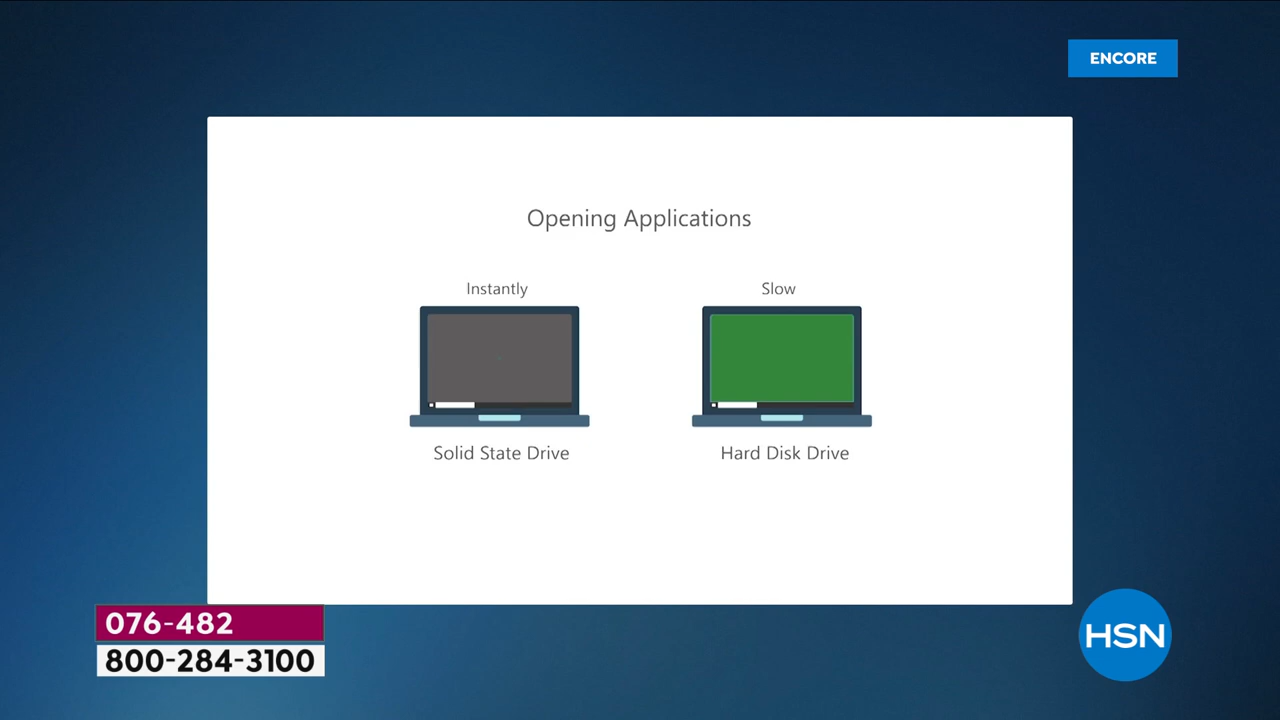 ENCORE
Opening Applications
Instantly
Slow
Solid State Drive
Hard Disk Drive
076-482
800-284-3100
HSN